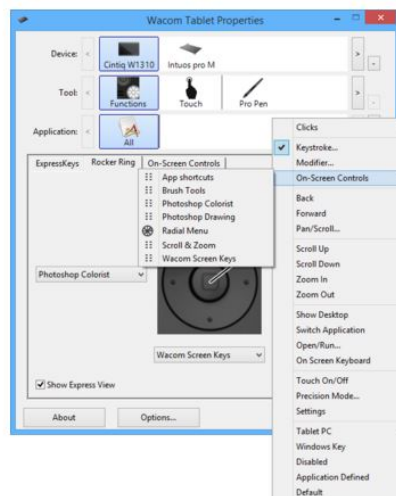 Wacom Tablet Properties
Device:
Cintiq W1310
Intuos pro M
Tool:
Functions
Touch
Pro Pen
Application:
All
ExpressKeys
Rocker Ring
On-Screen Controls
App shortcuts
Brush Tools
Photoshop Colorist
Photoshop Drawing
Radial Menu
Scroll & Zoom
Wacom Screen Keys
Photoshop Colorist
Wacom Screen Keys
Show Express View
About
Options...
Clicks
Keystroke...
Modifier...
On-Screen Controls
Back
Forward
Pan/Scroll...
Scroll Up
Scroll Down
Zoom In
Zoom Out
Show Desktop
Switch Application
Open/Run...
On Screen Keyboard
Touch On/Off
Precision Mode...
Settings
Tablet PC
Windows Key
Disabled
Application Defined
Default